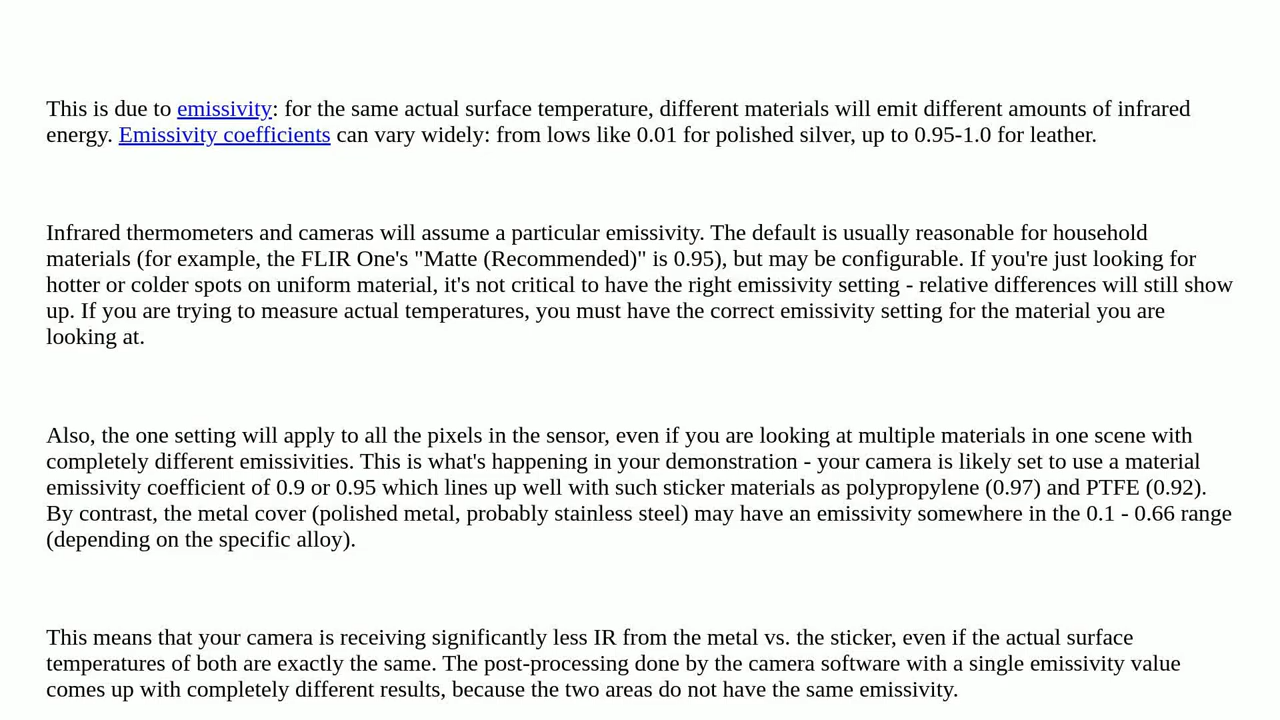 This is due to emissivity: for the same actual surface temperature, different materials will emit different amounts of infrared
energy. Emissivity coefficients can vary widely: from lows like 0.01 for polished silver, up to 0.95-1.0 for leather.
Infrared thermometers and cameras will assume a particular emissivity. The default is usually reasonable for household
materials (for example, the FLIR One's "Matte (Recommended)" is 0.95), but may be configurable. If you're just looking for
hotter or colder spots on uniform material, it's not critical to have the right emissivity setting - relative differences will still show
up. If you are trying to measure actual temperatures, you must have the correct emissivity setting for the material you are
looking at.
Also, the one setting will apply to all the pixels in the sensor, even if you are looking at multiple materials in one scene with
completely different emissivities. This is what's happening in your demonstration - your camera is likely set to use a material
emissivity coefficient of 0.9 or 0.95 which lines up well with such sticker materials as polypropylene (0.97) and PTFE (0.92).
By contrast, the metal cover (polished metal, probably stainless steel) may have an emissivity somewhere in the 0.1 - 0.66 range
(depending on the specific alloy).
This means that your camera is receiving significantly less IR from the metal vs. the sticker, even if the actual surface
temperatures of both are exactly the same. The post-processing done by the camera software with a single emissivity value
comes up with completely different results, because the two areas do not have the same emissivity.